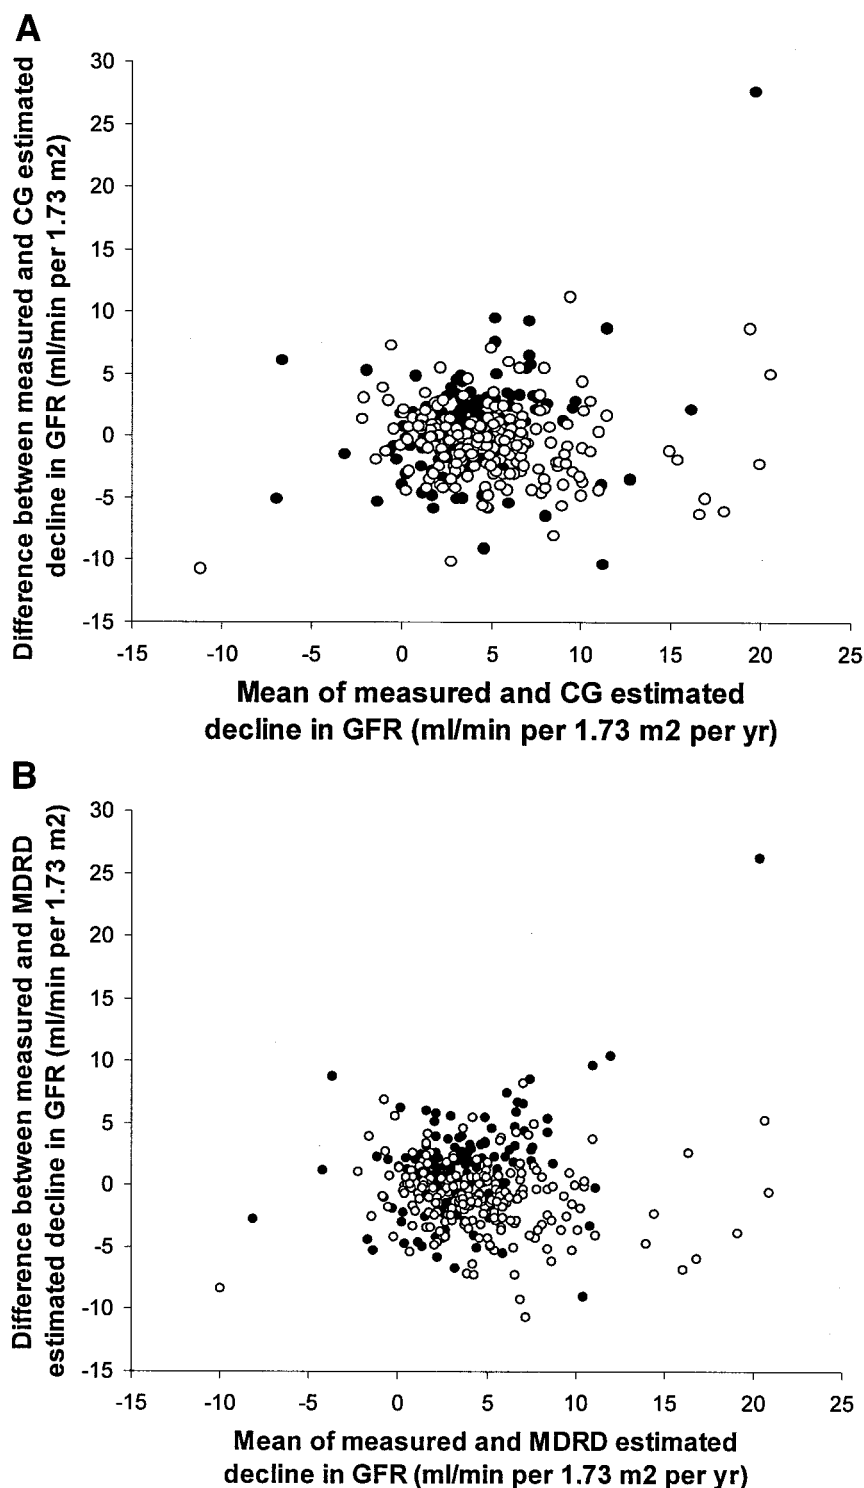 A
Difference between measured and CG estimated
decline in GFR (ml/min per 1.73 m2)
30
25
20
15
10
5
0
-5
-10
-15
-15 -10 -5 0 5 10 15 20 25
Mean of measured and CG estimated
decline in GFR (ml/min per 1.73 m2 per yr)
B
Difference between measured and MDRD
estimated decline in GFR (ml/min per 1.73 m2)
30
25
20
15
10
5
0
-5
-10
-15
-15 -10 -5 0 5 10 15 20 25
Mean of measured and MDRD estimated
decline in GFR (ml/min per 1.73 m2 per yr)